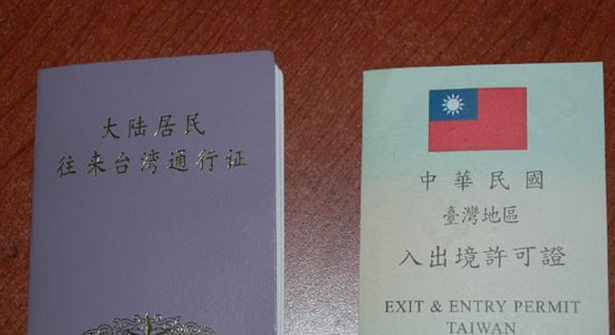 大陆居民
往来台湾通行证
中華民國
臺灣地區
入出境許可證
EXIT & ENTRY PERMIT
TAIWAN